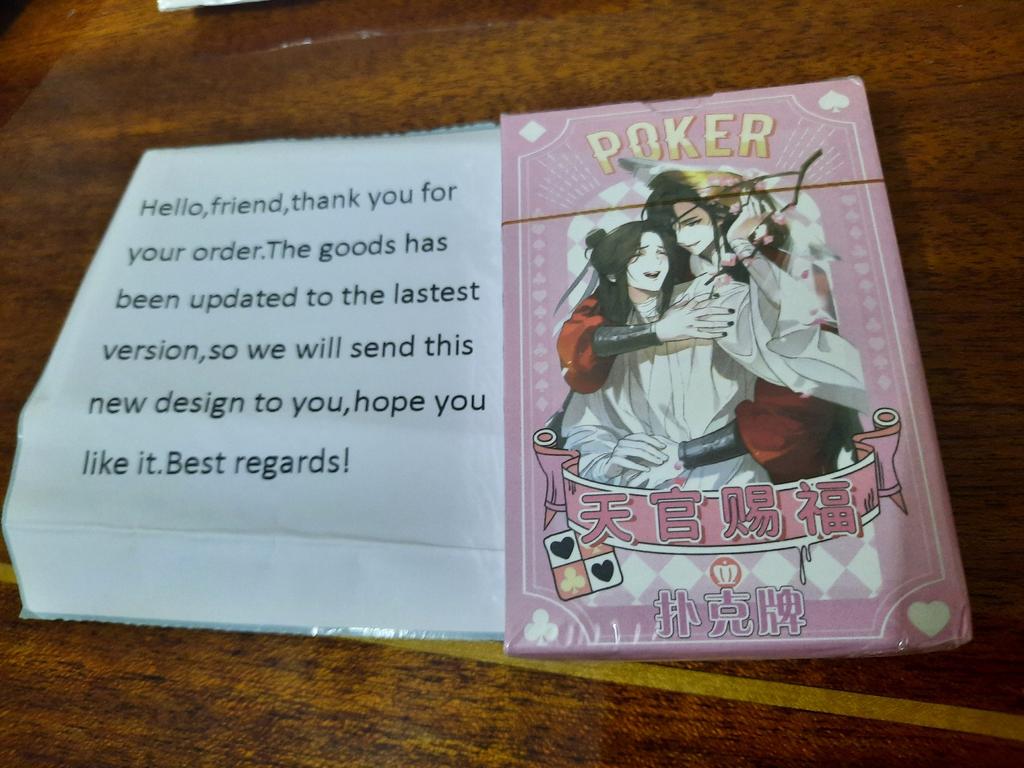 Hello,friend,thank you for
your order.The goods has
been updated to the lastest
version,so we will send this
new design to you,hope you
like it.Best regards!
POKER
天官赐福
扑克牌